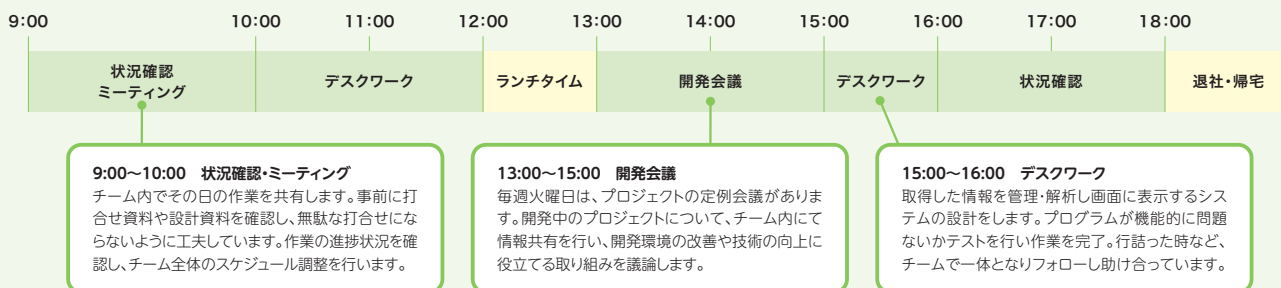 9:00 10:00 11:00 12:00 13:00 14:00 15:00 16:00 17:00 18:00
状況確認
ミーティング
デスクワーク
ランチタイム
開発会議
デスクワーク
状況確認
退社・帰宅
9:00〜10:00 状況確認・ミーティング
チーム内でその日の作業を共有します。事前に打
合せ資料や設計資料を確認し、無駄な打合せにな
らないように工夫しています。作業の進捗状況を確
認し、チーム全体のスケジュール調整を行います。
13:00〜15:00 開発会議
毎週火曜日は、プロジェクトの定例会議がありま
す。開発中のプロジェクトについて、チーム内にて
情報共有を行い、開発環境の改善や技術の向上に
役立てる取り組みを議論します。
15:00〜16:00 デスクワーク
取得した情報を管理・解析し画面に表示するシス
テムの設計をします。プログラムが機能的に問題
ないかテストを行い作業を完了。行詰った時など、
チームで一体となりフォローし助け合っています。